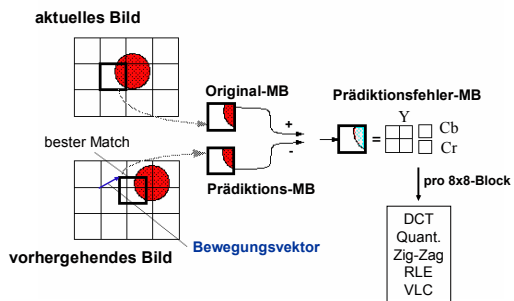 aktuelles Bild
Original-MB
Prädiktionsfehler-MB
+
-
=
Y
Cb
Cr
bester Match
Prädiktions-MB
pro 8x8-Block
Bewegungsvektor
vorhergehendes Bild
DCT
Quant.
Zig-Zag
RLE
VLC